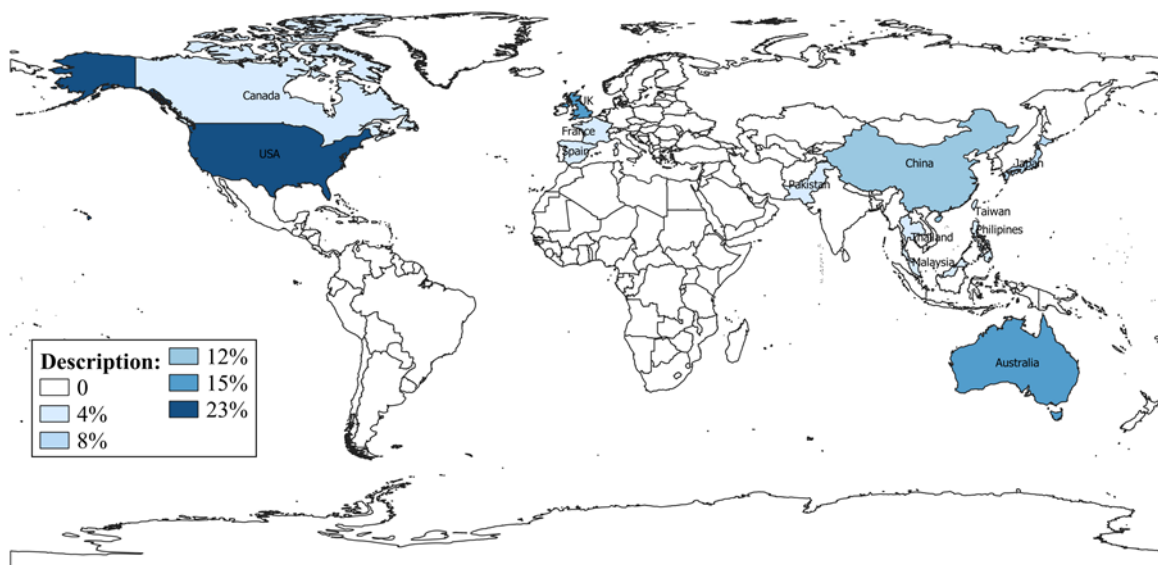 Canada
USA
UK
France
Spain
China
Japan
Pakistan
Taiwan
Philipines
Thailand
Malaysia
Australia
Description:
0
4%
8%
12%
15%
23%